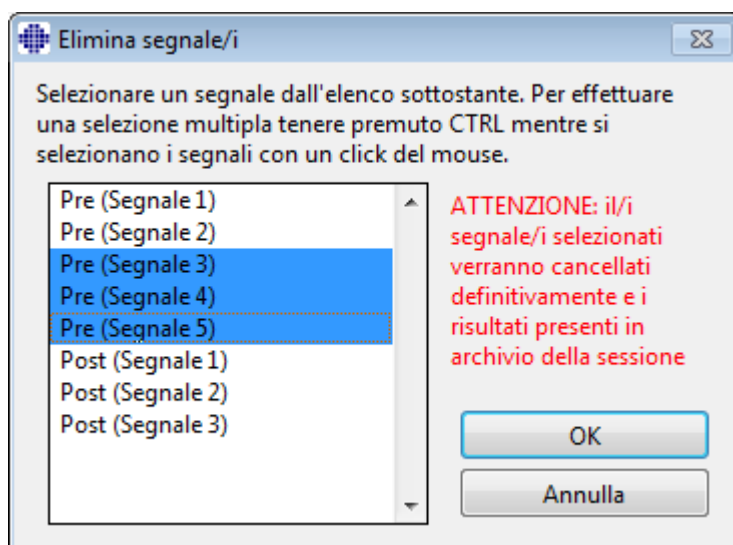 Elimina segnale/i
Selezionare un segnale dall'elenco sottostante. Per effettuare
una selezione multipla tenere premuto CTRL mentre si
selezionano i segnali con un click del mouse.
Pre (Segnale 1)
Pre (Segnale 2)
Pre (Segnale 3)
Pre (Segnale 4)
Pre (Segnale 5)
Post (Segnale 1)
Post (Segnale 2)
Post (Segnale 3)
ATTENZIONE: il/i
segnale/i selezionati
verranno cancellati
definitivamente e i
risultati presenti in
archivio della sessione
OK
Annulla